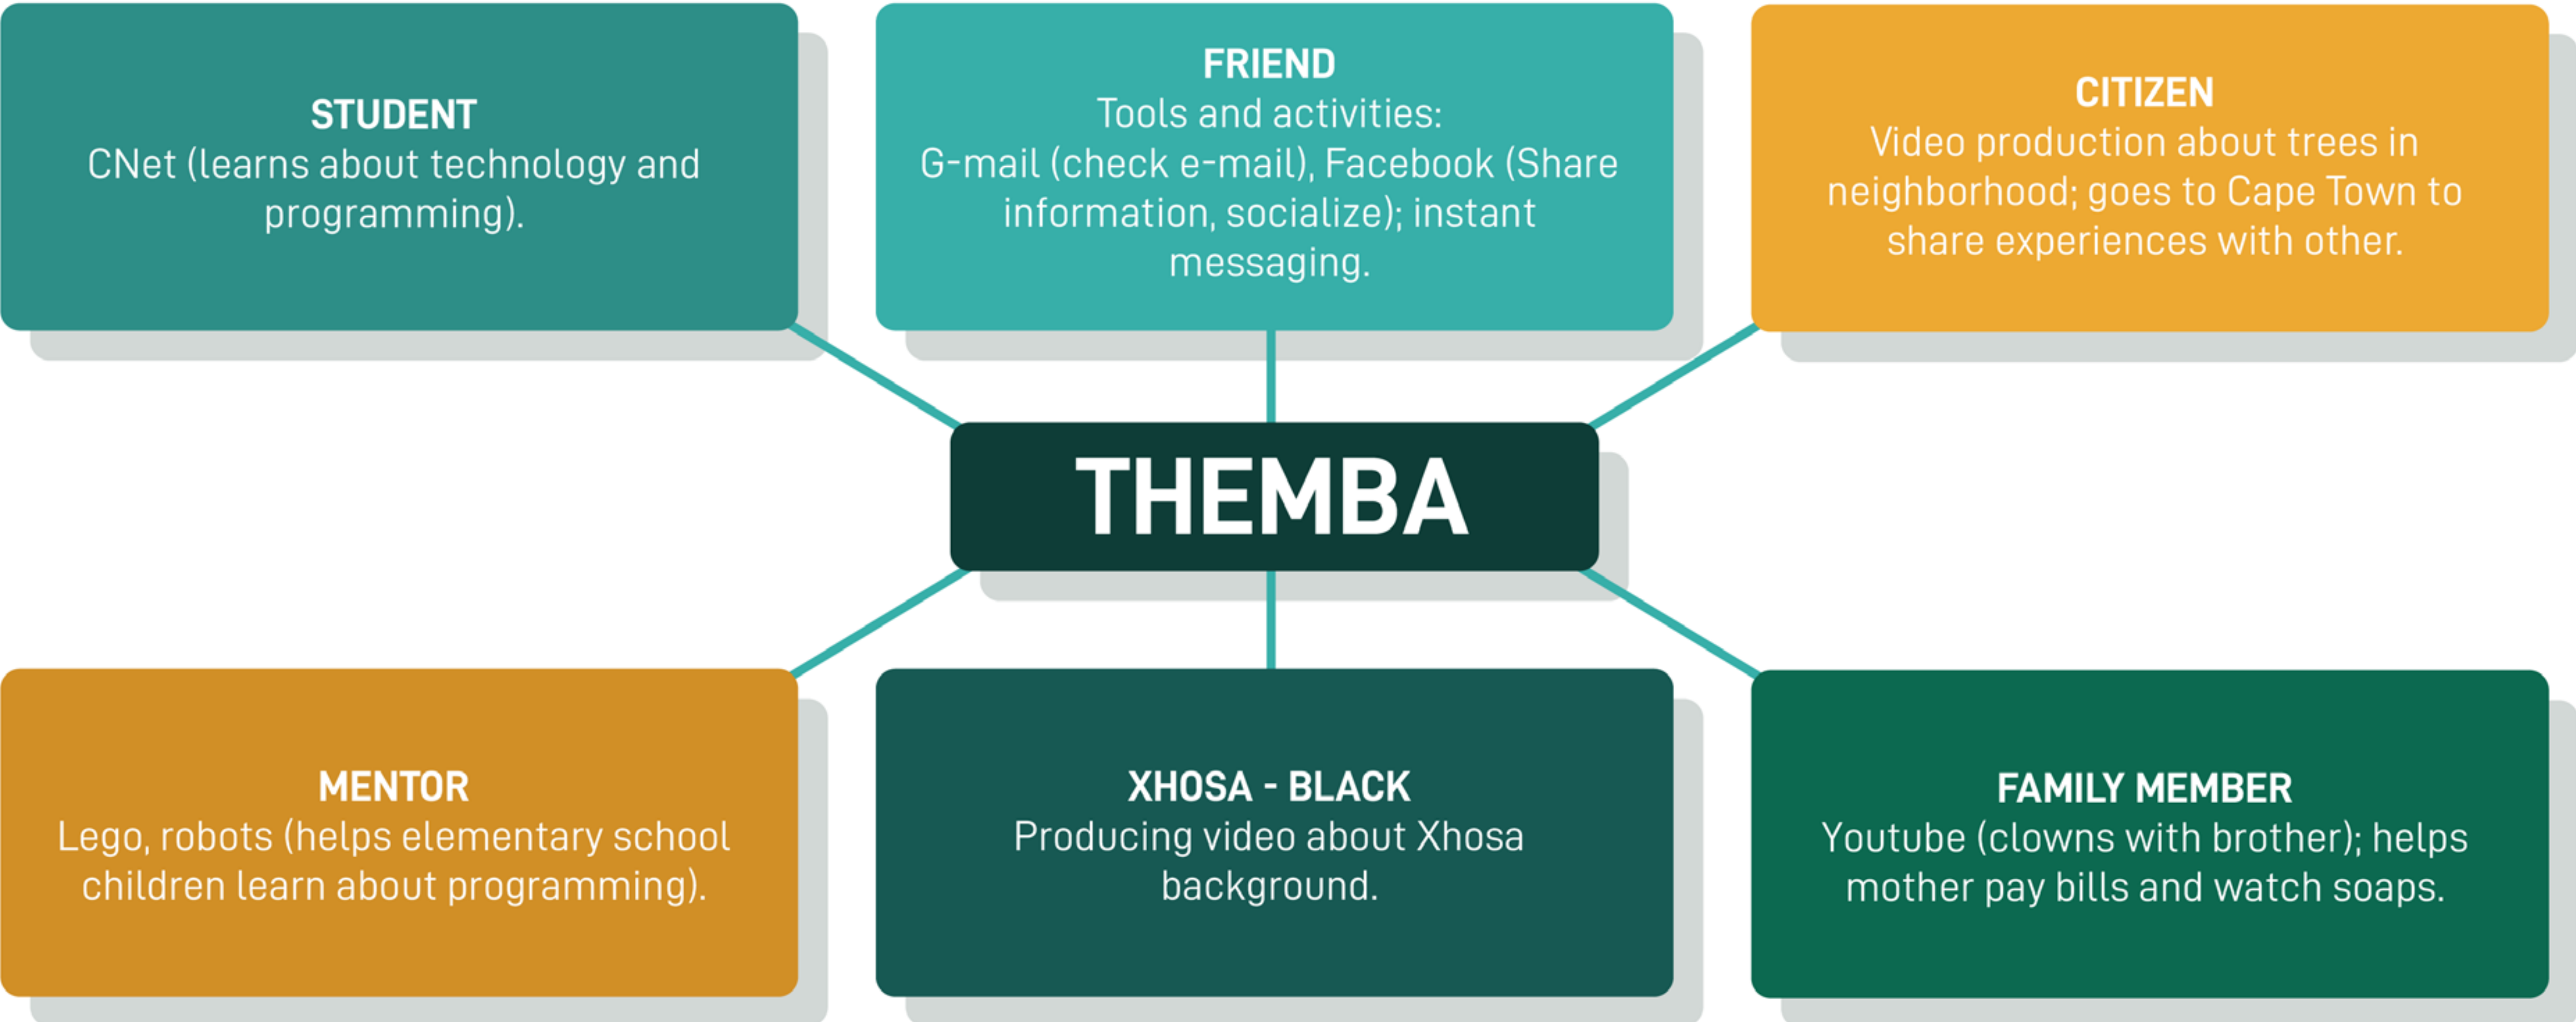 STUDENT
CNet (learns about technology and
programming).
FRIEND
Tools and activities:
G-mail (check e-mail), Facebook (Share
information, socialize); instant
messaging.
CITIZEN
Video production about trees in
neighborhood; goes to Cape Town to
share experiences with other.
THEMBA
MENTOR
Lego, robots (helps elementary school
children learn about programming).
XHOSA - BLACK
Producing video about Xhosa
background.
FAMILY MEMBER
Youtube (clowns with brother); helps
mother pay bills and watch soaps.